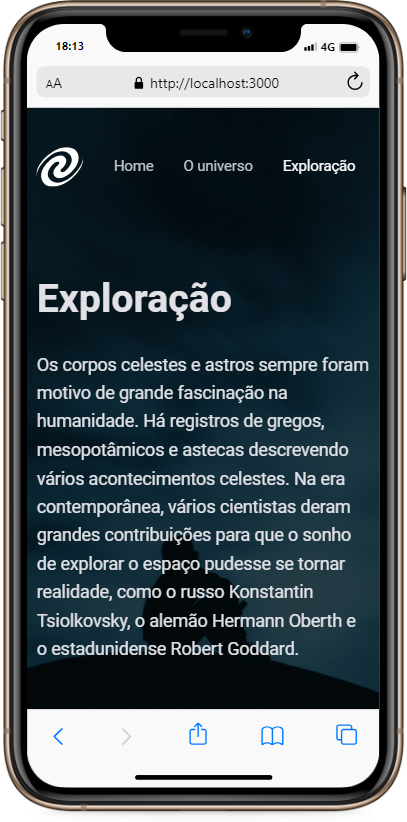 18:13
4G
AA
http://localhost:3000
Home
O universo
Exploração
Exploração
Os corpos celestes e astros sempre foram
motivo de grande fascinação na
humanidade. Há registros de gregos,
mesopotâmicos e astecas descrevendo
vários acontecimentos celestes. Na era
contemporânea, vários cientistas deram
grandes contribuições para que o sonho
de explorar o espaço pudesse se tornar
realidade, como o russo Konstantin
Tsiolkovsky, o alemão Hermann Oberth e
o estadunidense Robert Goddard.